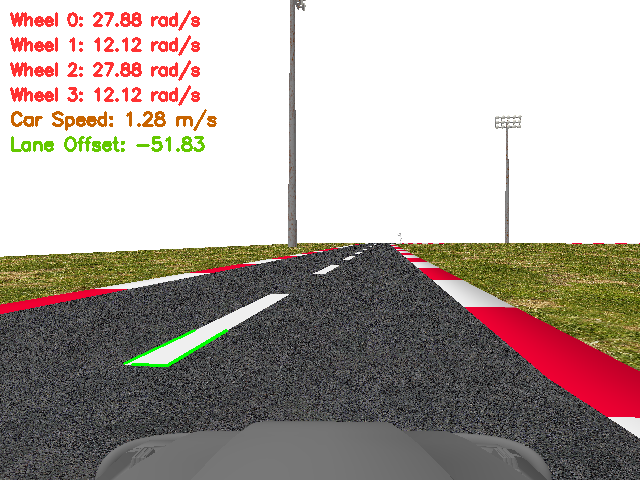 Wheel 0: 27.88 rad/s
Wheel 1: 12.12 rad/s
Wheel 2: 27.88 rad/s
Wheel 3: 12.12 rad/s
Car Speed: 1.28 m/s
Lane Offset: -51.83